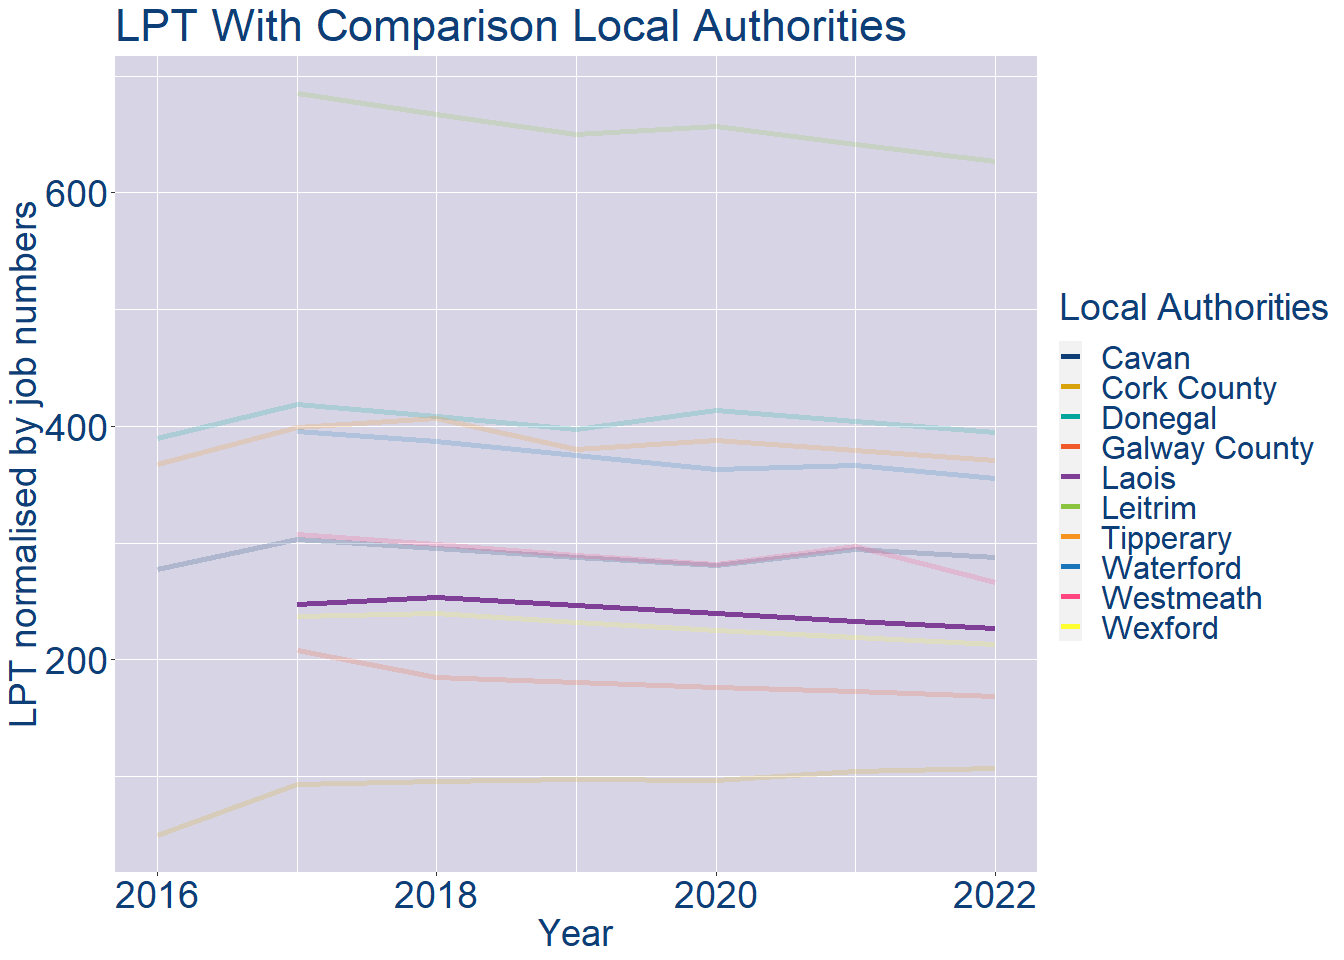 LPT With Comparison Local Authorities
LPT normalised by job numbers
600
400
200
2016 2018 2020 2022
Year
Local Authorities
Cavan
Cork County
Donegal
Galway County
Laois
Leitrim
Tipperary
Waterford
Westmeath
Wexford